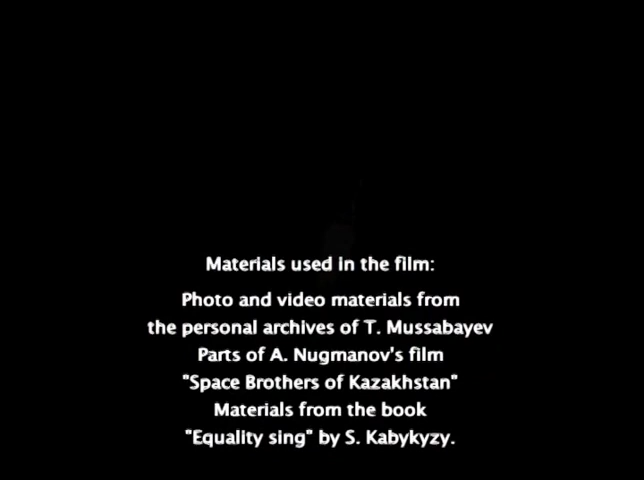 Materials used in the film:
Photo and video materials from
the personal archives of T. Mussabayev
Parts of A. Nugmanov's film
"Space Brothers of Kazakhstan"
Materials from the book
"Equality sing" by S. Kabykyzy.